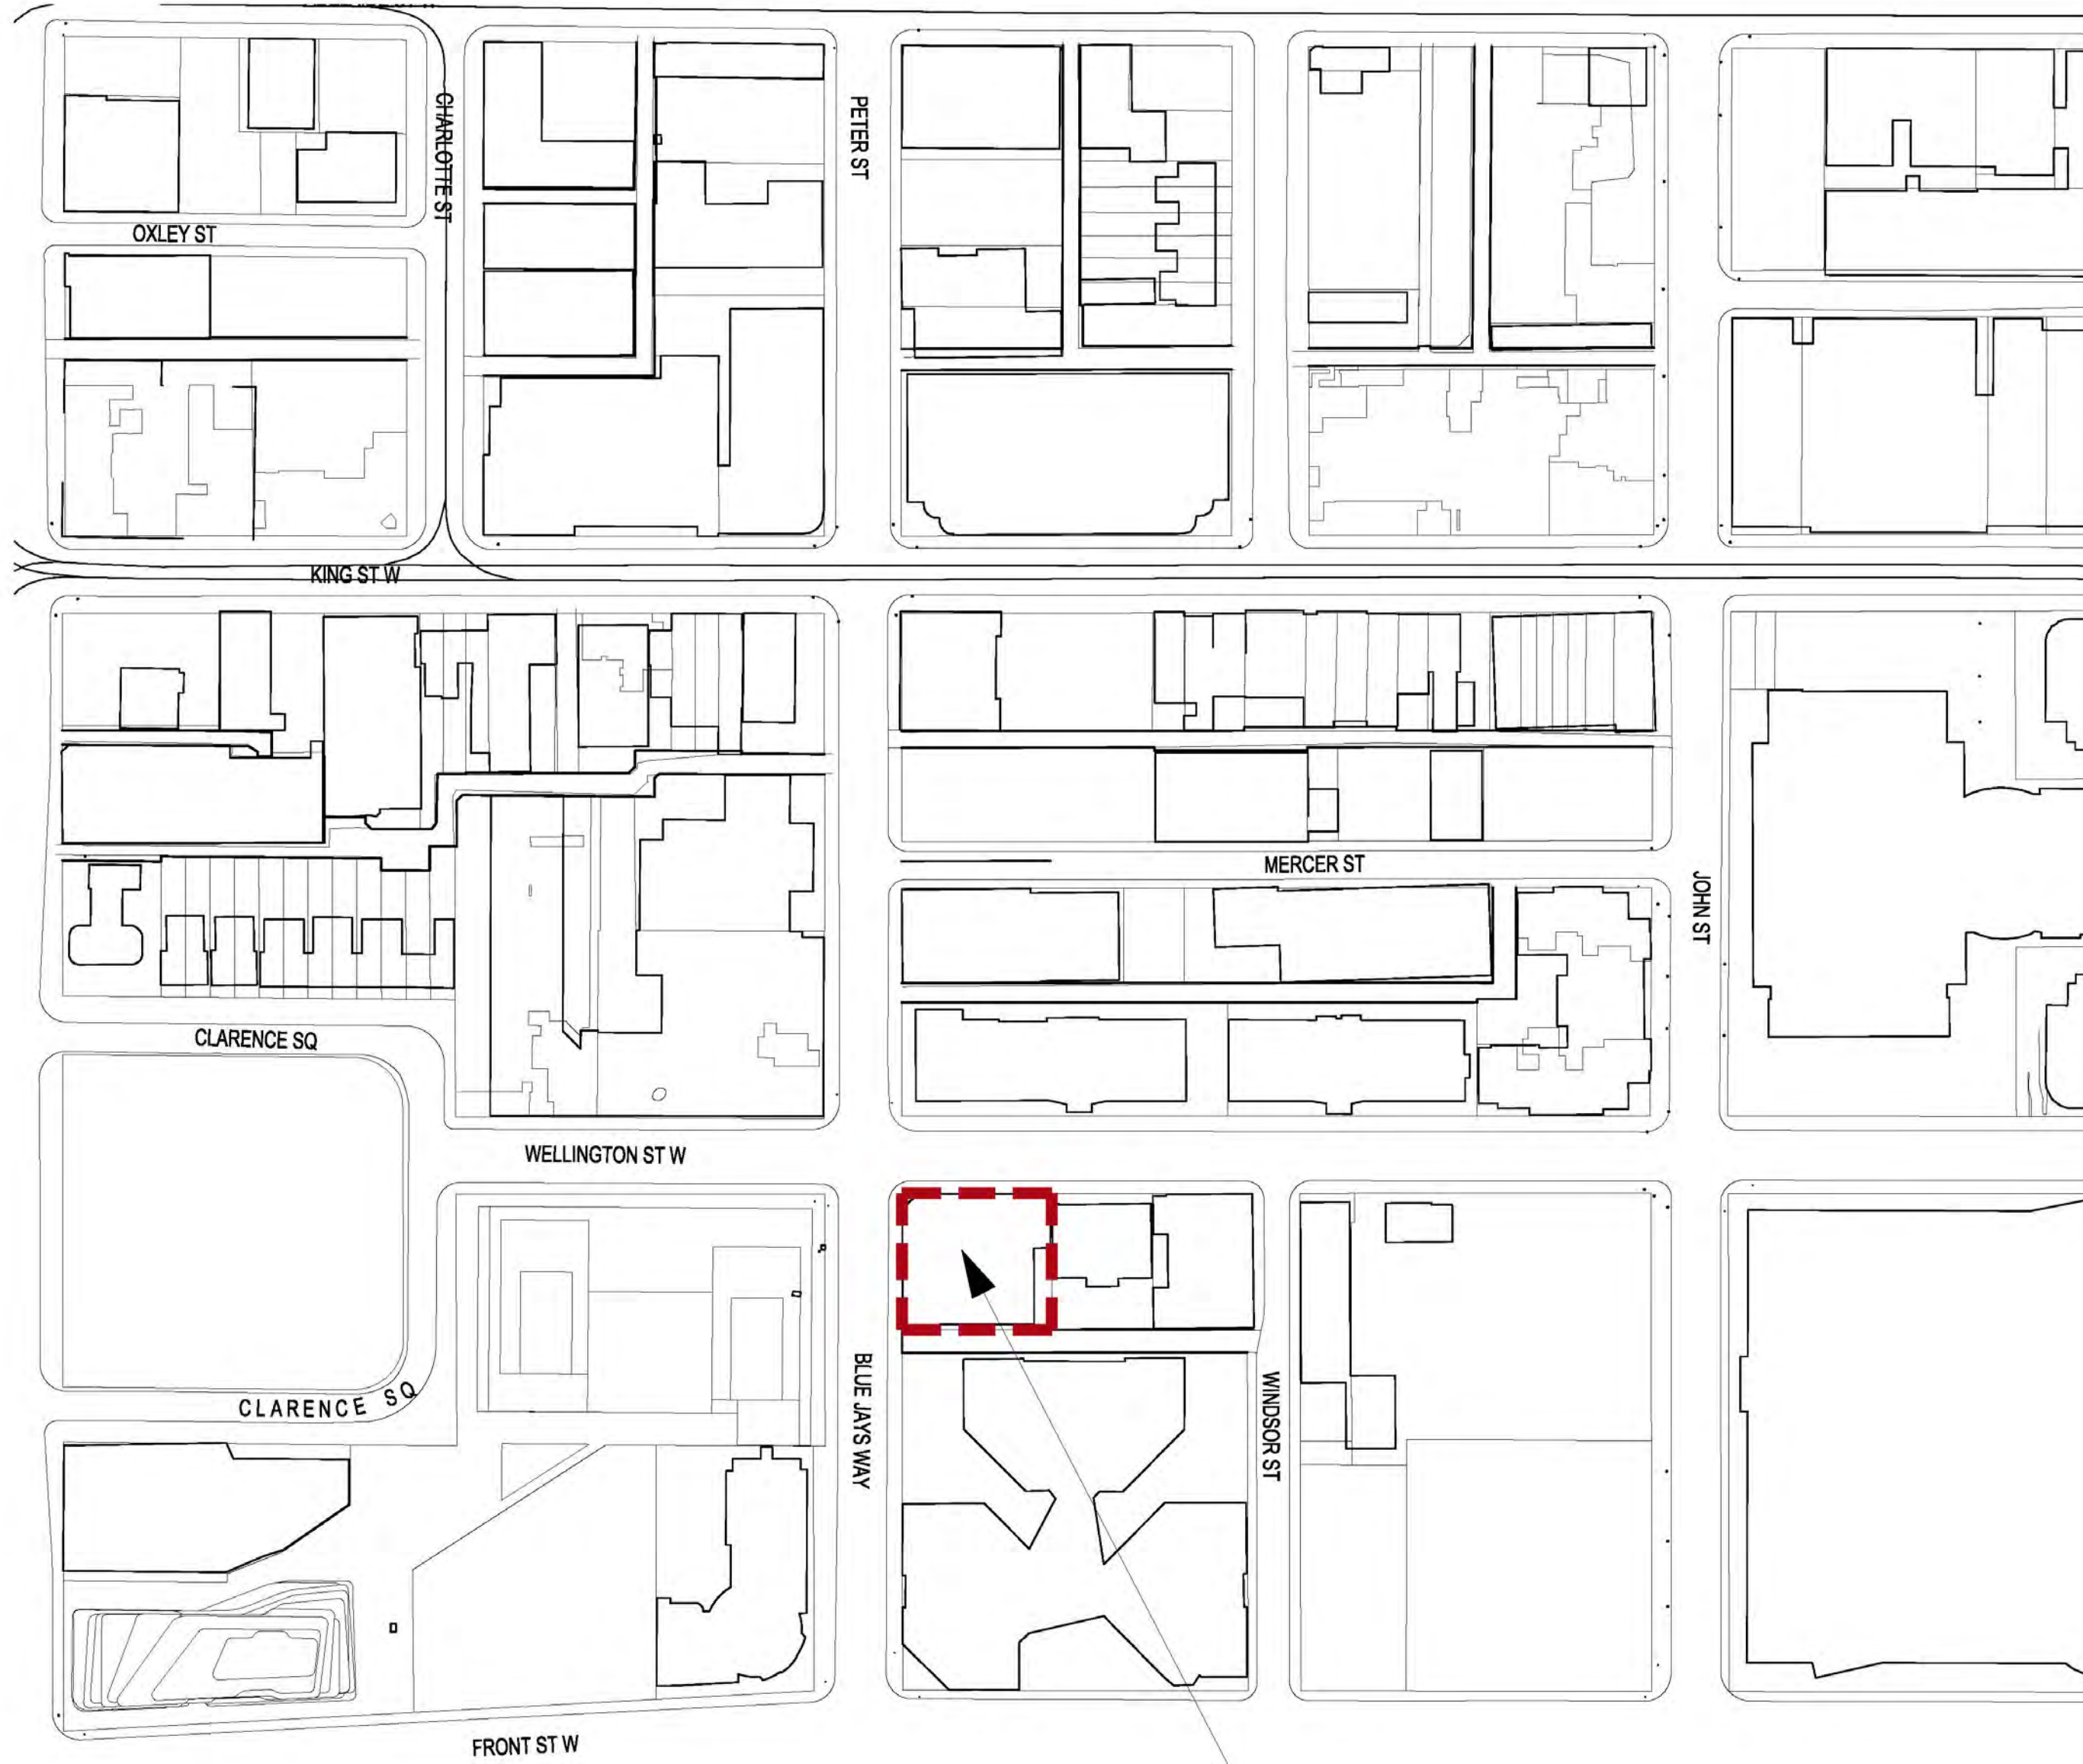 CHARLOTTE ST
PETER ST
OXLEY ST
KING ST W
MERCER ST
JOHN ST
CLARENCE SQ
WELLINGTON ST W
BLUE JAYS WAY
WINDSOR ST
CLARENCE SQ
FRONT ST W